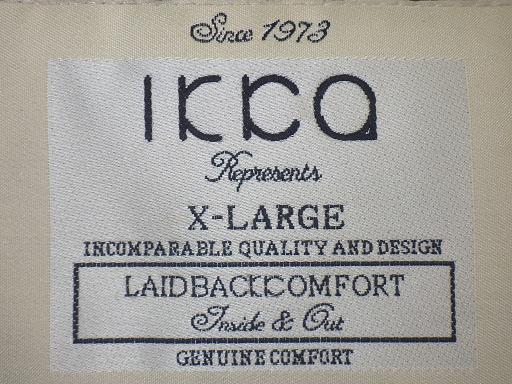 Since 1973
ikka
Represents
X-LARGE
INCOMPARABLE QUALITY AND DESIGN
LAIDBACKCOMFORT
Inside & Out
GENUINE COMFORT